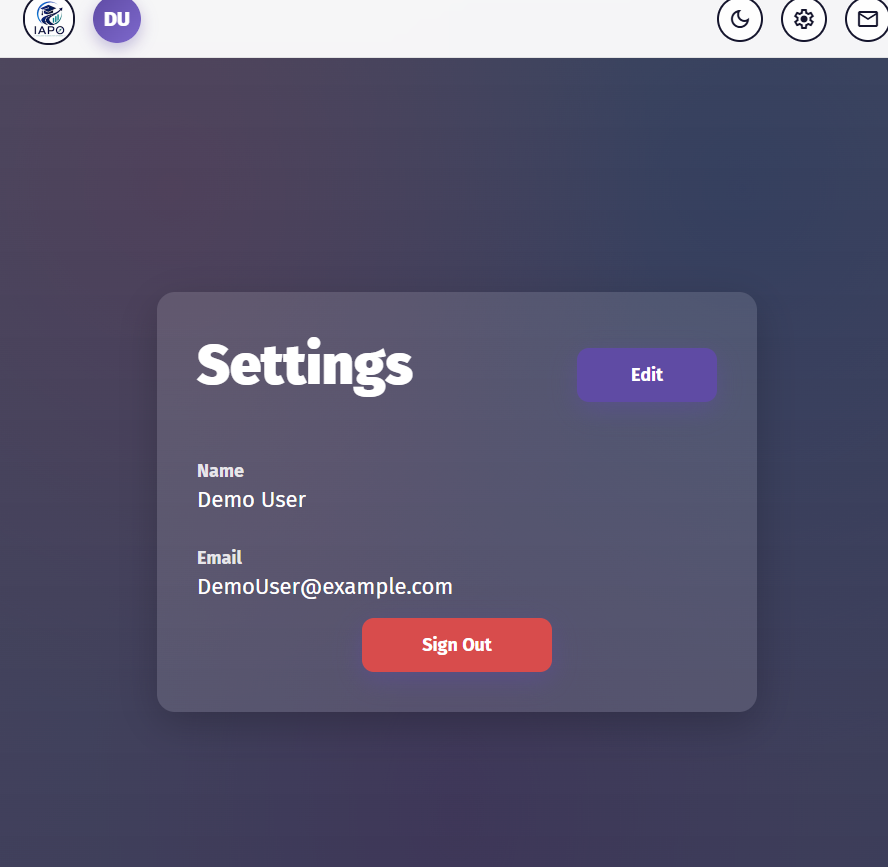 IAPO
DU
Settings
Edit
Name
Demo User
Email
DemoUser@example.com
Sign Out